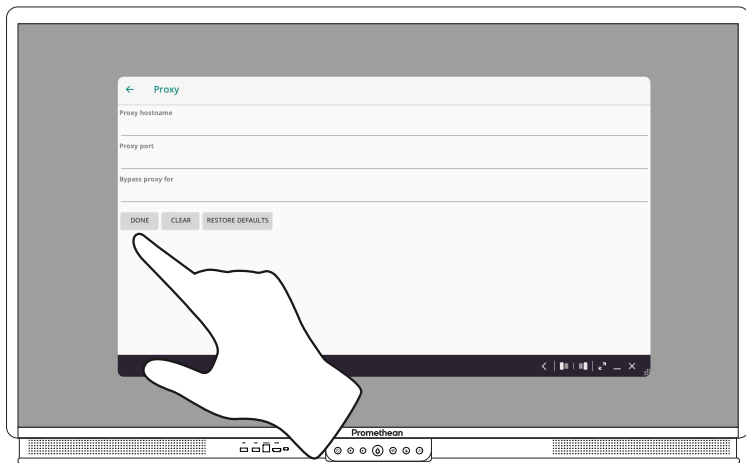 Proxy
Proxy hostname
Proxy port
Bypass proxy for
DONE CLEAR RESTORE DEFAULTS
Promethean